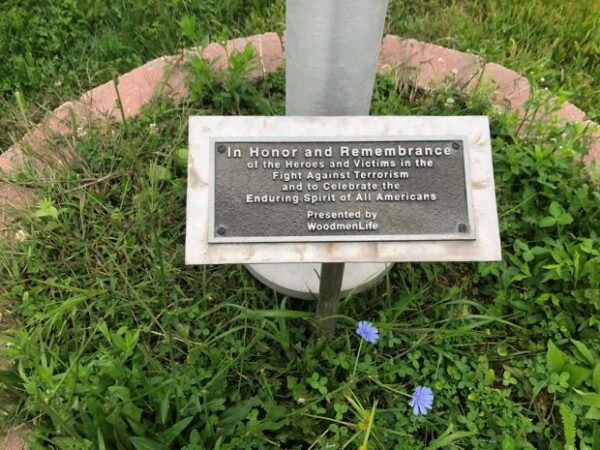 In Honor and Remembrance
of the Heroes and Victims in the
Fight Against Terrorism
and to Celebrate the
Enduring Spirit of All Americans
Presented by
WoodmenLife